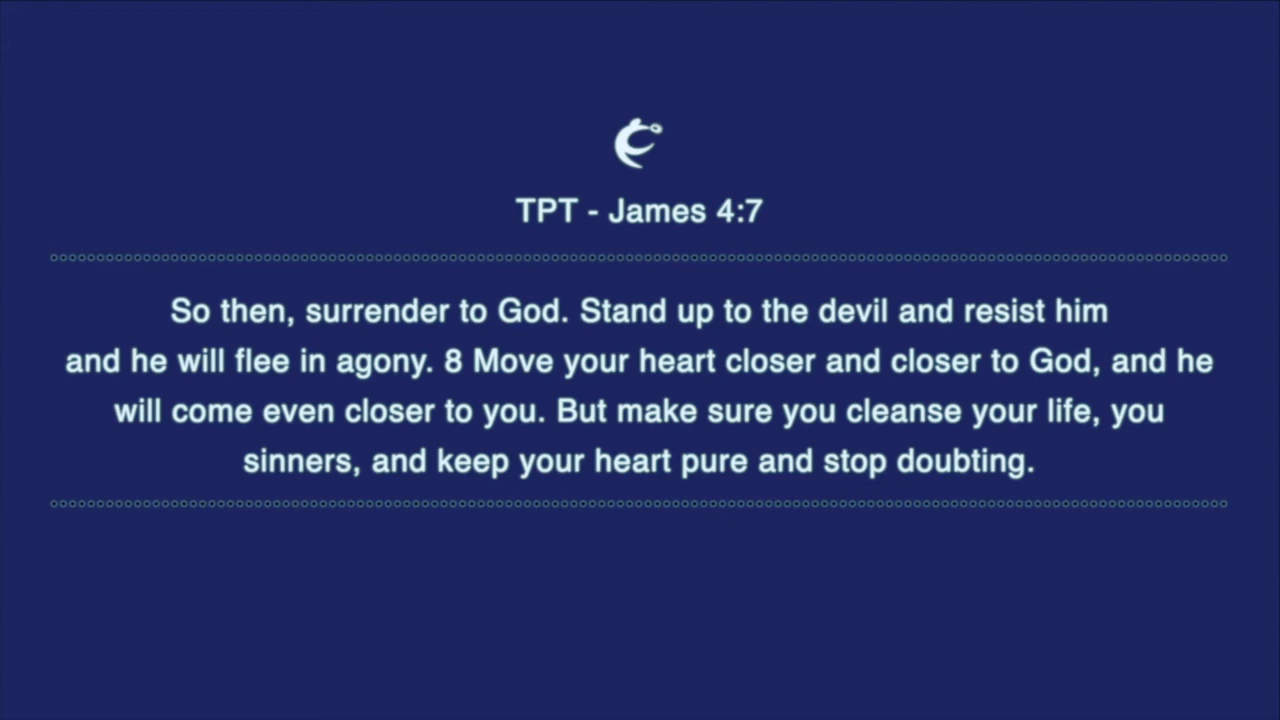 TPT - James 4:7
So then, surrender to God. Stand up to the devil and resist him
and he will flee in agony. 8 Move your heart closer and closer to God, and he
will come even closer to you. But make sure you cleanse your life, you
sinners, and keep your heart pure and stop doubting.